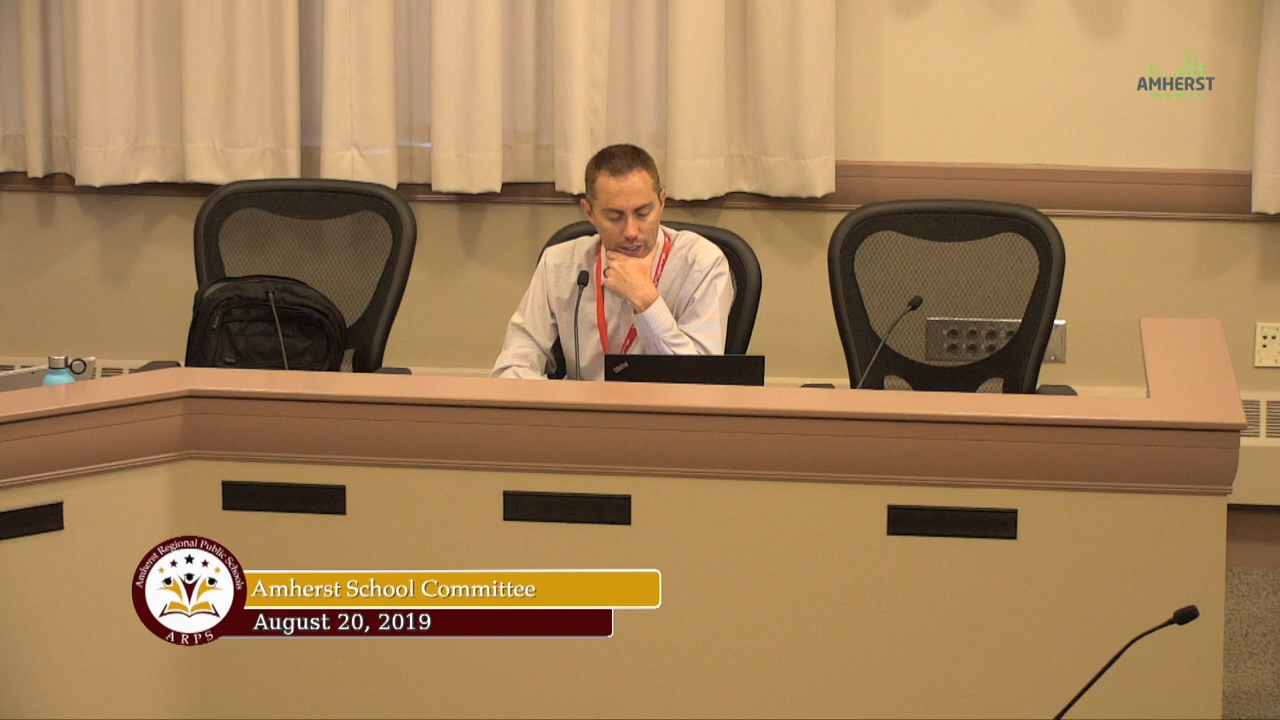 AMHERST
Amherst Regional Public Schools
ARPS
Amherst School Committee
August 20, 2019